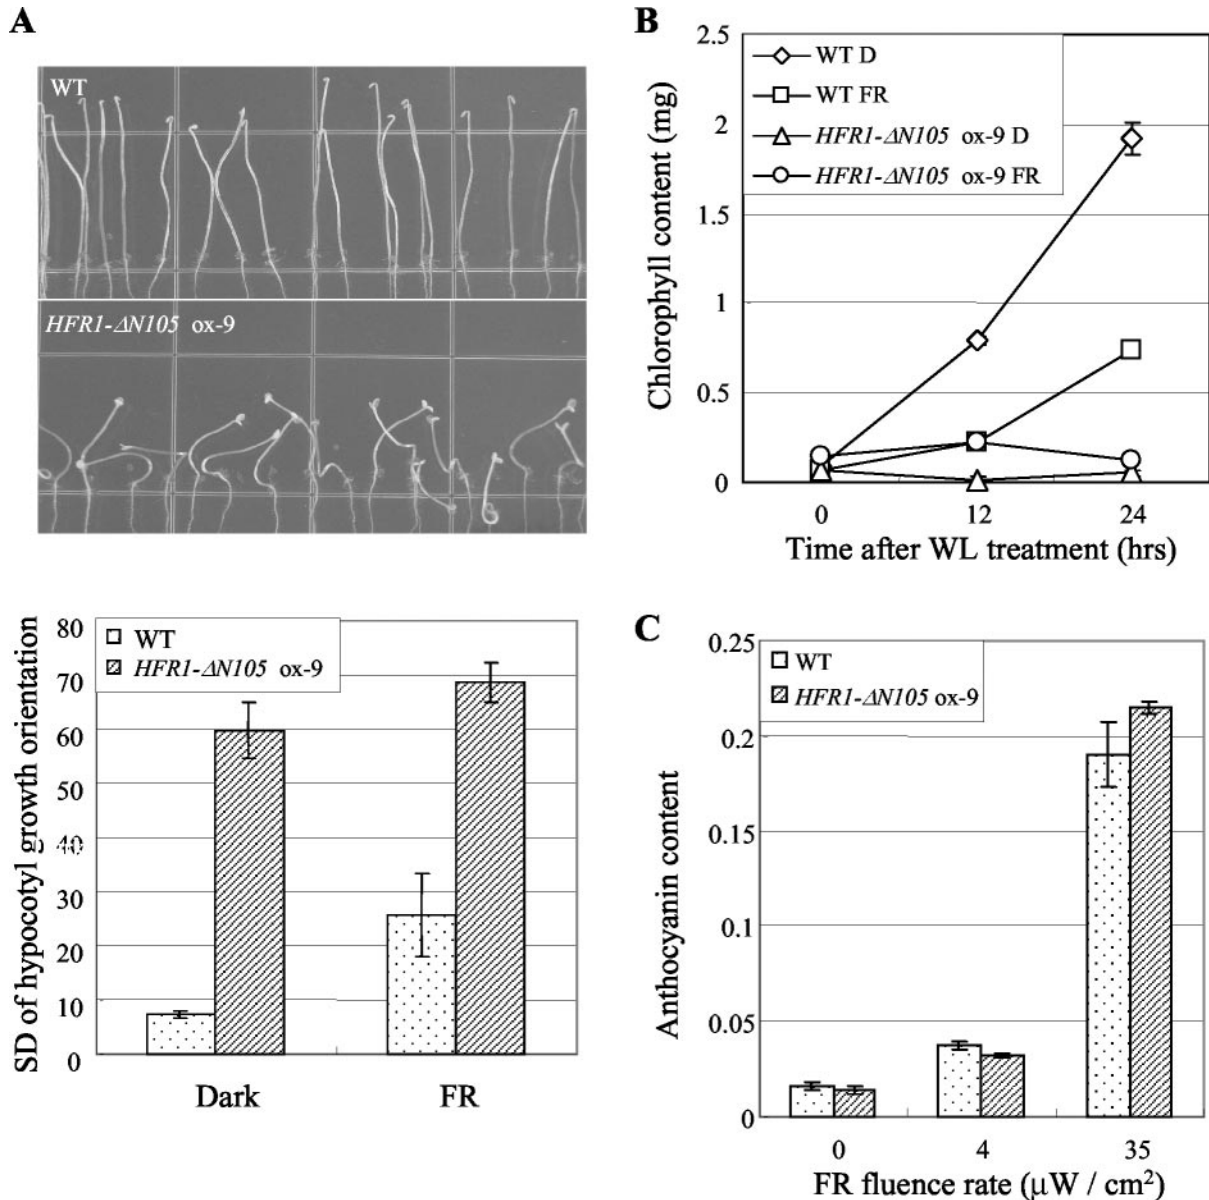 A
WT
HFR1-ΔN105 ox-9
SD of hypocotyl growth orientation
80
70
60
50
40
30
20
10
0
WT
HFR1-ΔN105 ox-9
Dark
FR
B
Chlorophyll content (mg)
2.5
2
1.5
1
0.5
0
WT D
WT FR
HFR1-ΔN105 ox-9 D
HFR1-ΔN105 ox-9 FR
0
12
24
Time after WL treatment (hrs)
C
Anthocyanin content
0.25
0.2
0.15
0.1
0.05
0
WT
HFR1-ΔN105 ox-9
0
4
35
FR fluence rate (μW / cm²)